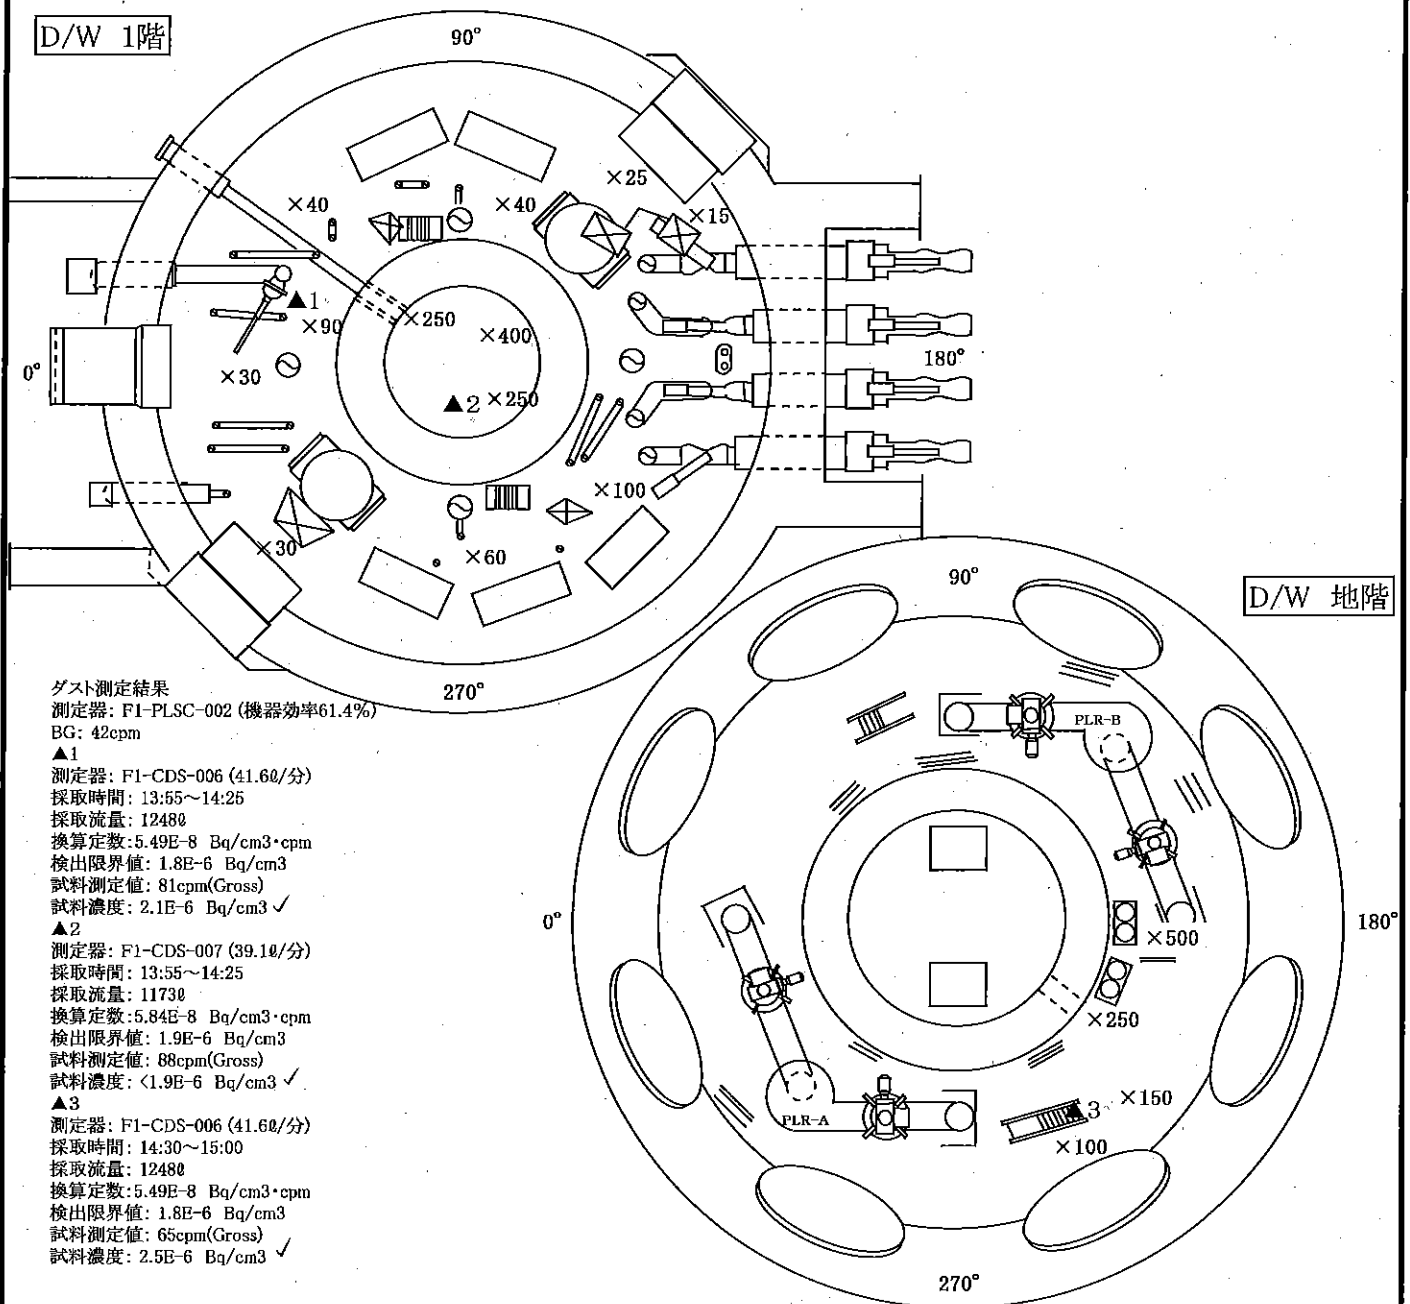 D/W 1階
90°
×25
×40
×40
×15
▲1
×90
×250
×400
180°
0°
×30
▲2 ×250
×100
×30
×60
270°
90°
D/W 地階
PLR-B
0°
180°
×500
×250
PLR-A
▲3
×150
×100
270°
ダスト測定結果
測定器: F1-PLSC-002 (機器効率61.4%)
BG: 42cpm
▲1
測定器: F1-CDS-006 (41.6ℓ/分)
採取時間: 13:55～14:25
採取流量: 1248ℓ
換算定数:5.49E-8 Bq/cm3・cpm
検出限界値: 1.8E-6 Bq/cm3
試料測定値: 81cpm(Gross)
試料濃度: 2.1E-6 Bq/cm3 ✓
▲2
測定器: F1-CDS-007 (39.1ℓ/分)
採取時間: 13:55～14:25
採取流量: 1173ℓ
換算定数:5.84E-8 Bq/cm3・cpm
検出限界値: 1.9E-6 Bq/cm3
試料測定値: 88cpm(Gross)
試料濃度: <1.9E-6 Bq/cm3 ✓
▲3
測定器: F1-CDS-006 (41.6ℓ/分)
採取時間: 14:30～15:00
採取流量: 1248ℓ
換算定数:5.49E-8 Bq/cm3・cpm
検出限界値: 1.8E-6 Bq/cm3
試料測定値: 65cpm(Gross)
試料濃度: 2.5E-6 Bq/cm3 ✓